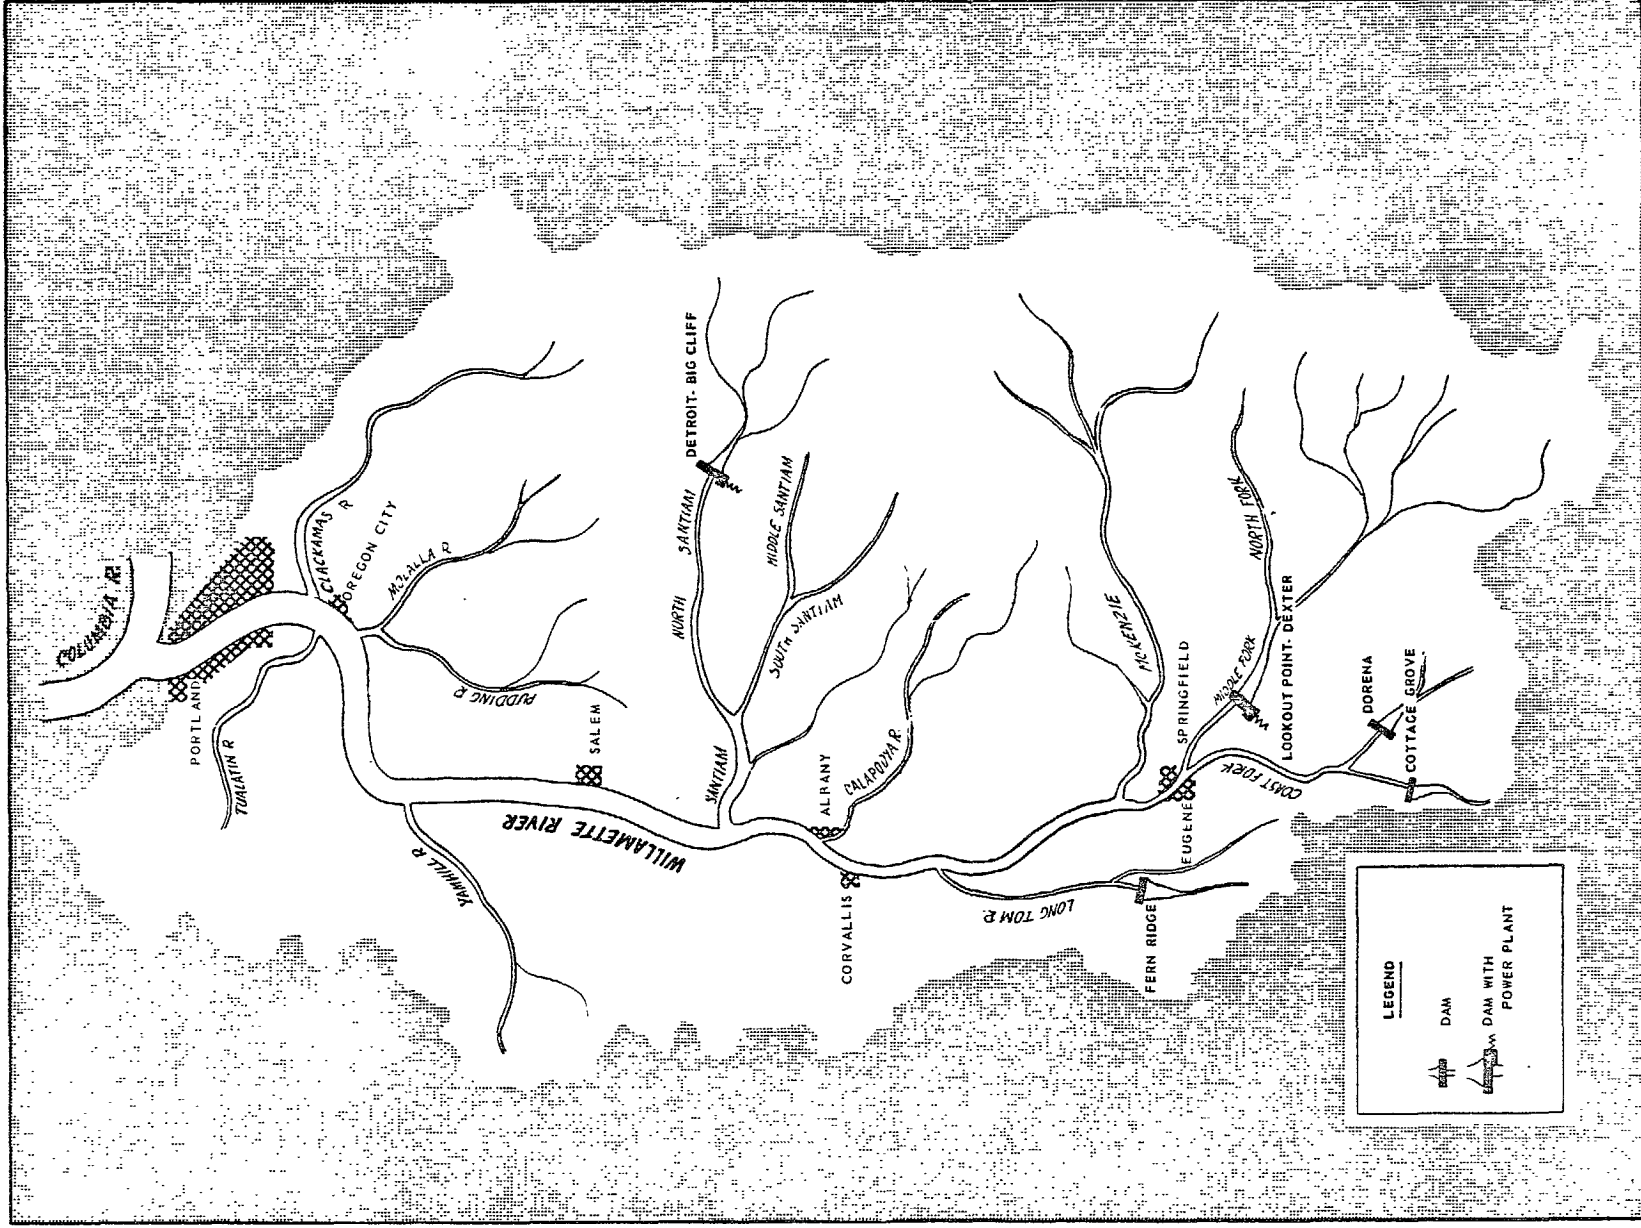 COLUMBIA R.
PORTLAND
TUALATIN R
CLACKAMAS R
OREGON CITY
MOLALLA R
PUDDING R
YAMHILL R
SALEM
WILLAMETTE RIVER
DETROIT - BIG CLIFF
NORTH SANTIAM
MIDDLE SANTIAM
SOUTH SANTIAM
SANTIAM
ALBANY
CALAPOOYA R.
CORVALLIS
LONG TOM R.
FERN RIDGE
MCKENZIE
SPRINGFIELD
EUGENE
MIDDLE FORK
NORTH FORK
LOOKOUT POINT - DEXTER
COAST FORK
DORENA
COTTAGE GROVE
LEGEND
DAM
DAM WITH
POWER PLANT